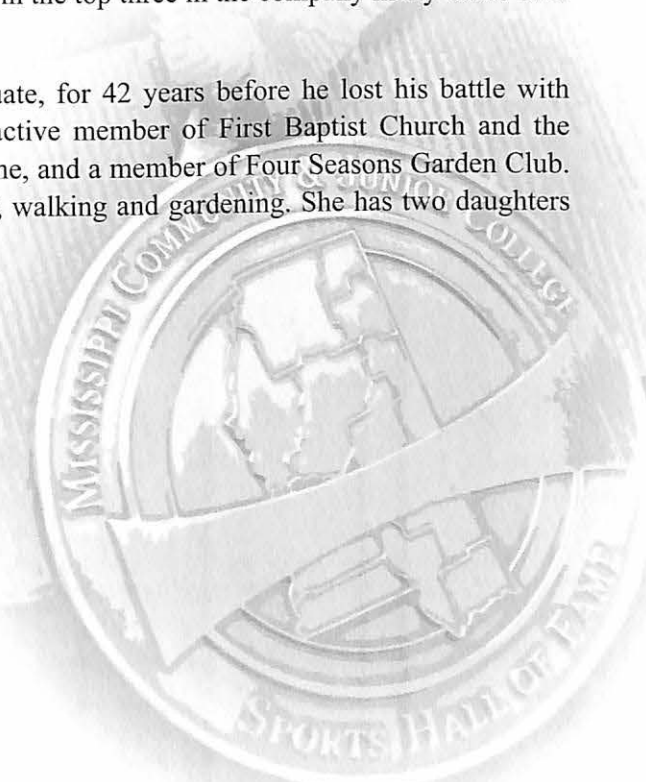 in the top three in the company in
uate, for 42 years before he lost his battle with
active member of First Baptist Church and the
ne, and a member of Four Seasons Garden Club.
, walking and gardening. She has two daughters
MISSISSIPPI COMMUNITY & JUNIOR COLLEGE
SPORTS HALL OF FAME